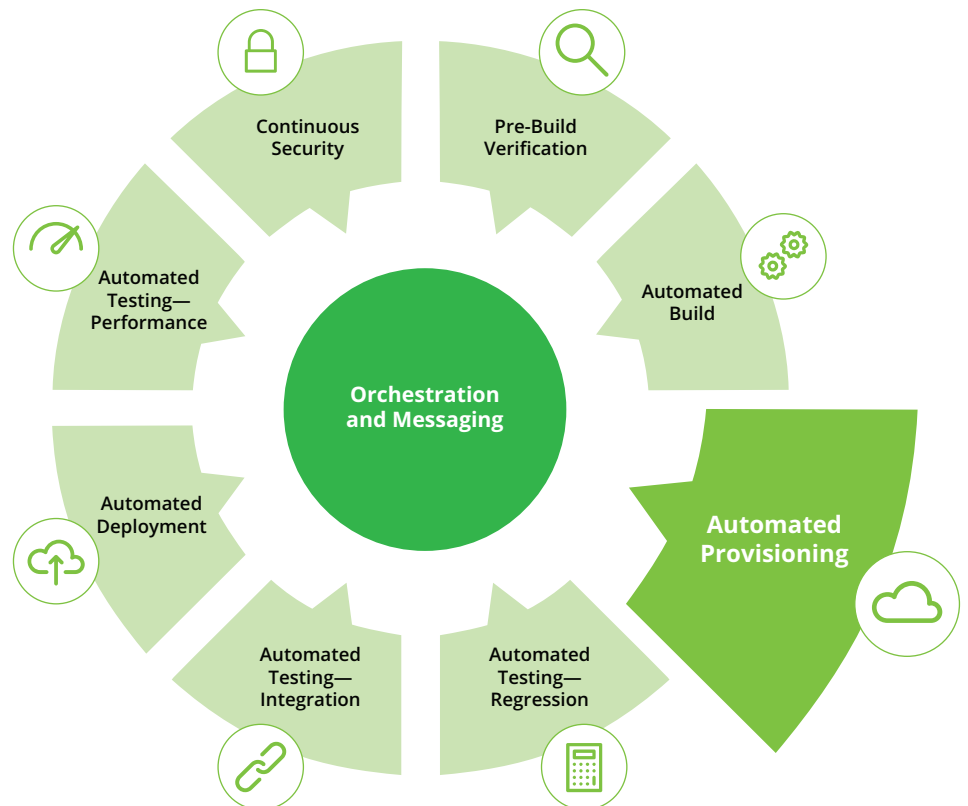 Continuous
Security
Pre-Build
Verification
Automated
Build
Automated
Provisioning
Automated
Testing—
Regression
Automated
Testing—
Integration
Automated
Deployment
Automated
Testing—
Performance
Orchestration
and Messaging